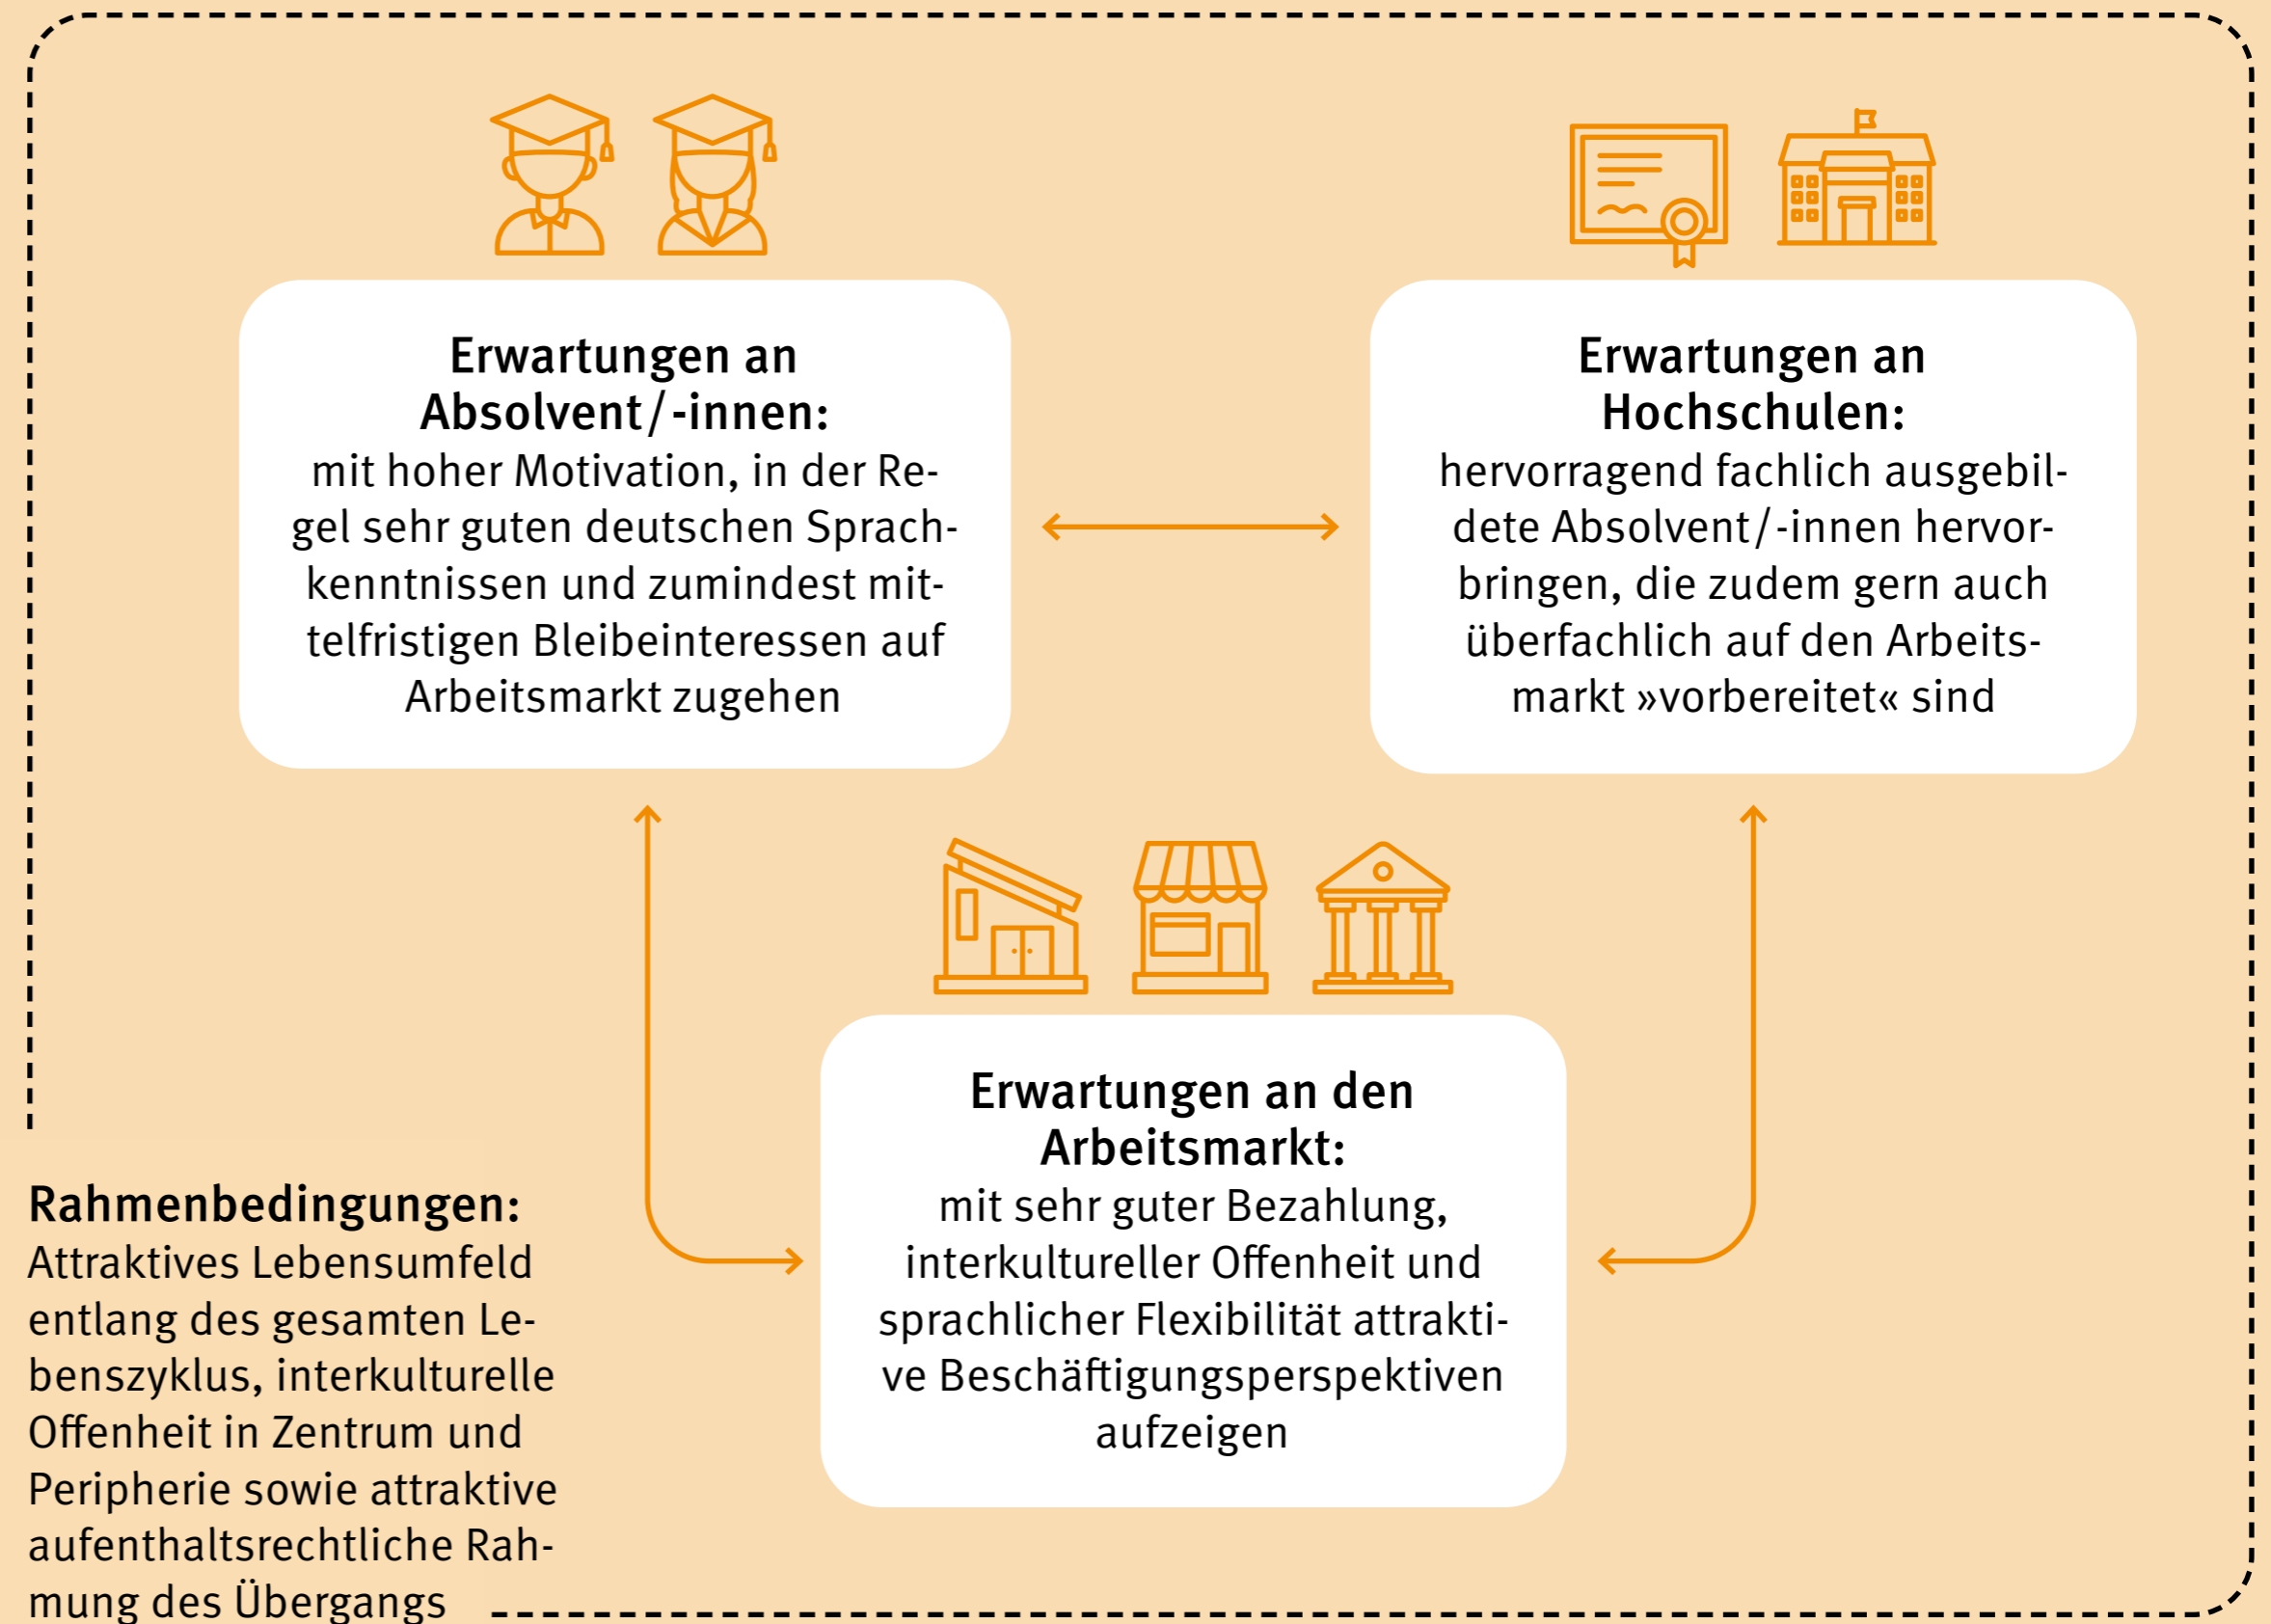 Erwartungen an
Absolvent/-innen:
mit hoher Motivation, in der Re-
gel sehr guten deutschen Sprach-
kenntnissen und zumindest mit-
telfristigen Bleibeinteressen auf
Arbeitsmarkt zugehen
Erwartungen an
Hochschulen:
hervorragend fachlich ausgebil-
dete Absolvent/-innen hervor-
bringen, die zudem gern auch
überfachlich auf den Arbeits-
markt »vorbereitet« sind
Erwartungen an den
Arbeitsmarkt:
mit sehr guter Bezahlung,
interkultureller Offenheit und
sprachlicher Flexibilität attrakti-
ve Beschäftigungsperspektiven
aufzeigen
Rahmenbedingungen:
Attraktives Lebensumfeld
entlang des gesamten Le-
benszyklus, interkulturelle
Offenheit in Zentrum und
Peripherie sowie attraktive
aufenthaltsrechtliche Rah-
mung des Übergangs